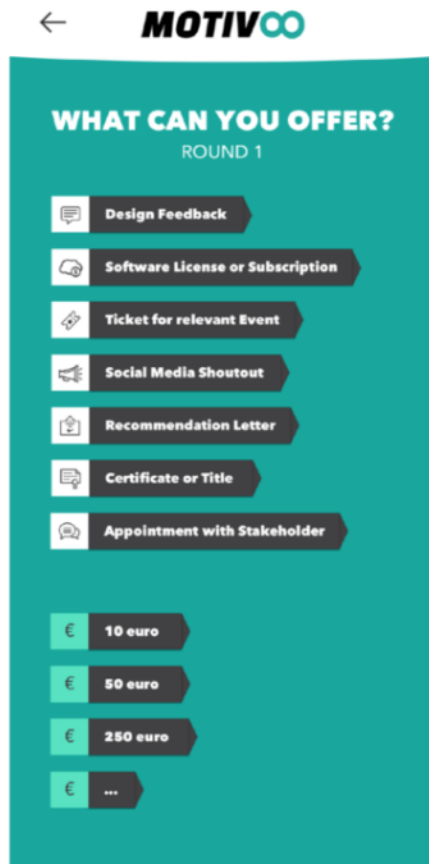 MOTIVOO
WHAT CAN YOU OFFER?
ROUND 1
Design Feedback
Software License or Subscription
Ticket for relevant Event
Social Media Shoutout
Recommendation Letter
Certificate or Title
Appointment with Stakeholder
€ 10 euro
€ 50 euro
€ 250 euro
€ ...